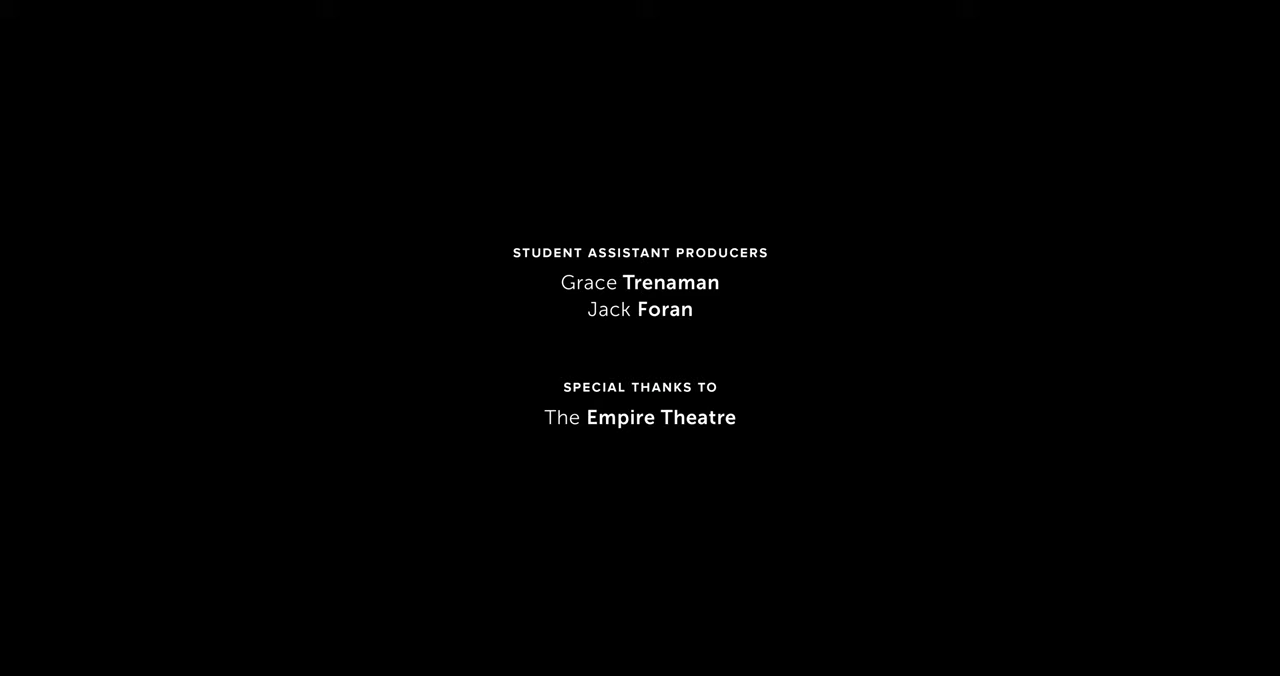 STUDENT ASSISTANT PRODUCERS
Grace Trenaman
Jack Foran
SPECIAL THANKS TO
The Empire Theatre